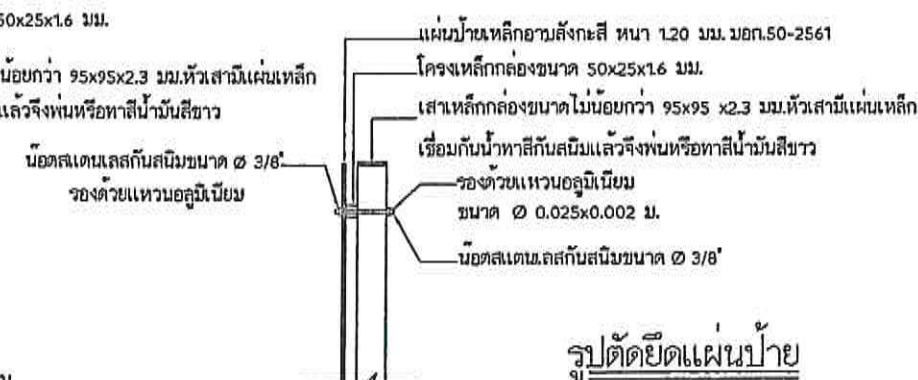 50x25x1.6 มม.
น้อยกว่า 95x95x2.3 มม.หัวเสามีแผ่นเหล็ก
แล้วจึงพ่นหรือทาสีน้ำมันสีขาว
น๊อตสแตนเลสกันสนิมขนาด Ø 3/8"
รองด้วยแหวนอลูมิเนียม
แผ่นป้ายเหล็กอาบสังกะสี หนา 1.20 มม. มอก.50-2561
โครงเหล็กกล่องขนาด 50x25x1.6 มม.
เสาเหล็กกล่องขนาดไม่น้อยกว่า 95x95 x2.3 มม.หัวเสามีแผ่นเหล็ก
เชื่อมกันน้ำทาสีกันสนิมแล้วจึงพ่นหรือทาสีน้ำมันสีขาว
รองด้วยแหวนอลูมิเนียม
ขนาด Ø 0.025x0.002 ม.
น๊อตสแตนเลสกันสนิมขนาด Ø 3/8"
รูปตัดยึดแผ่นป้าย